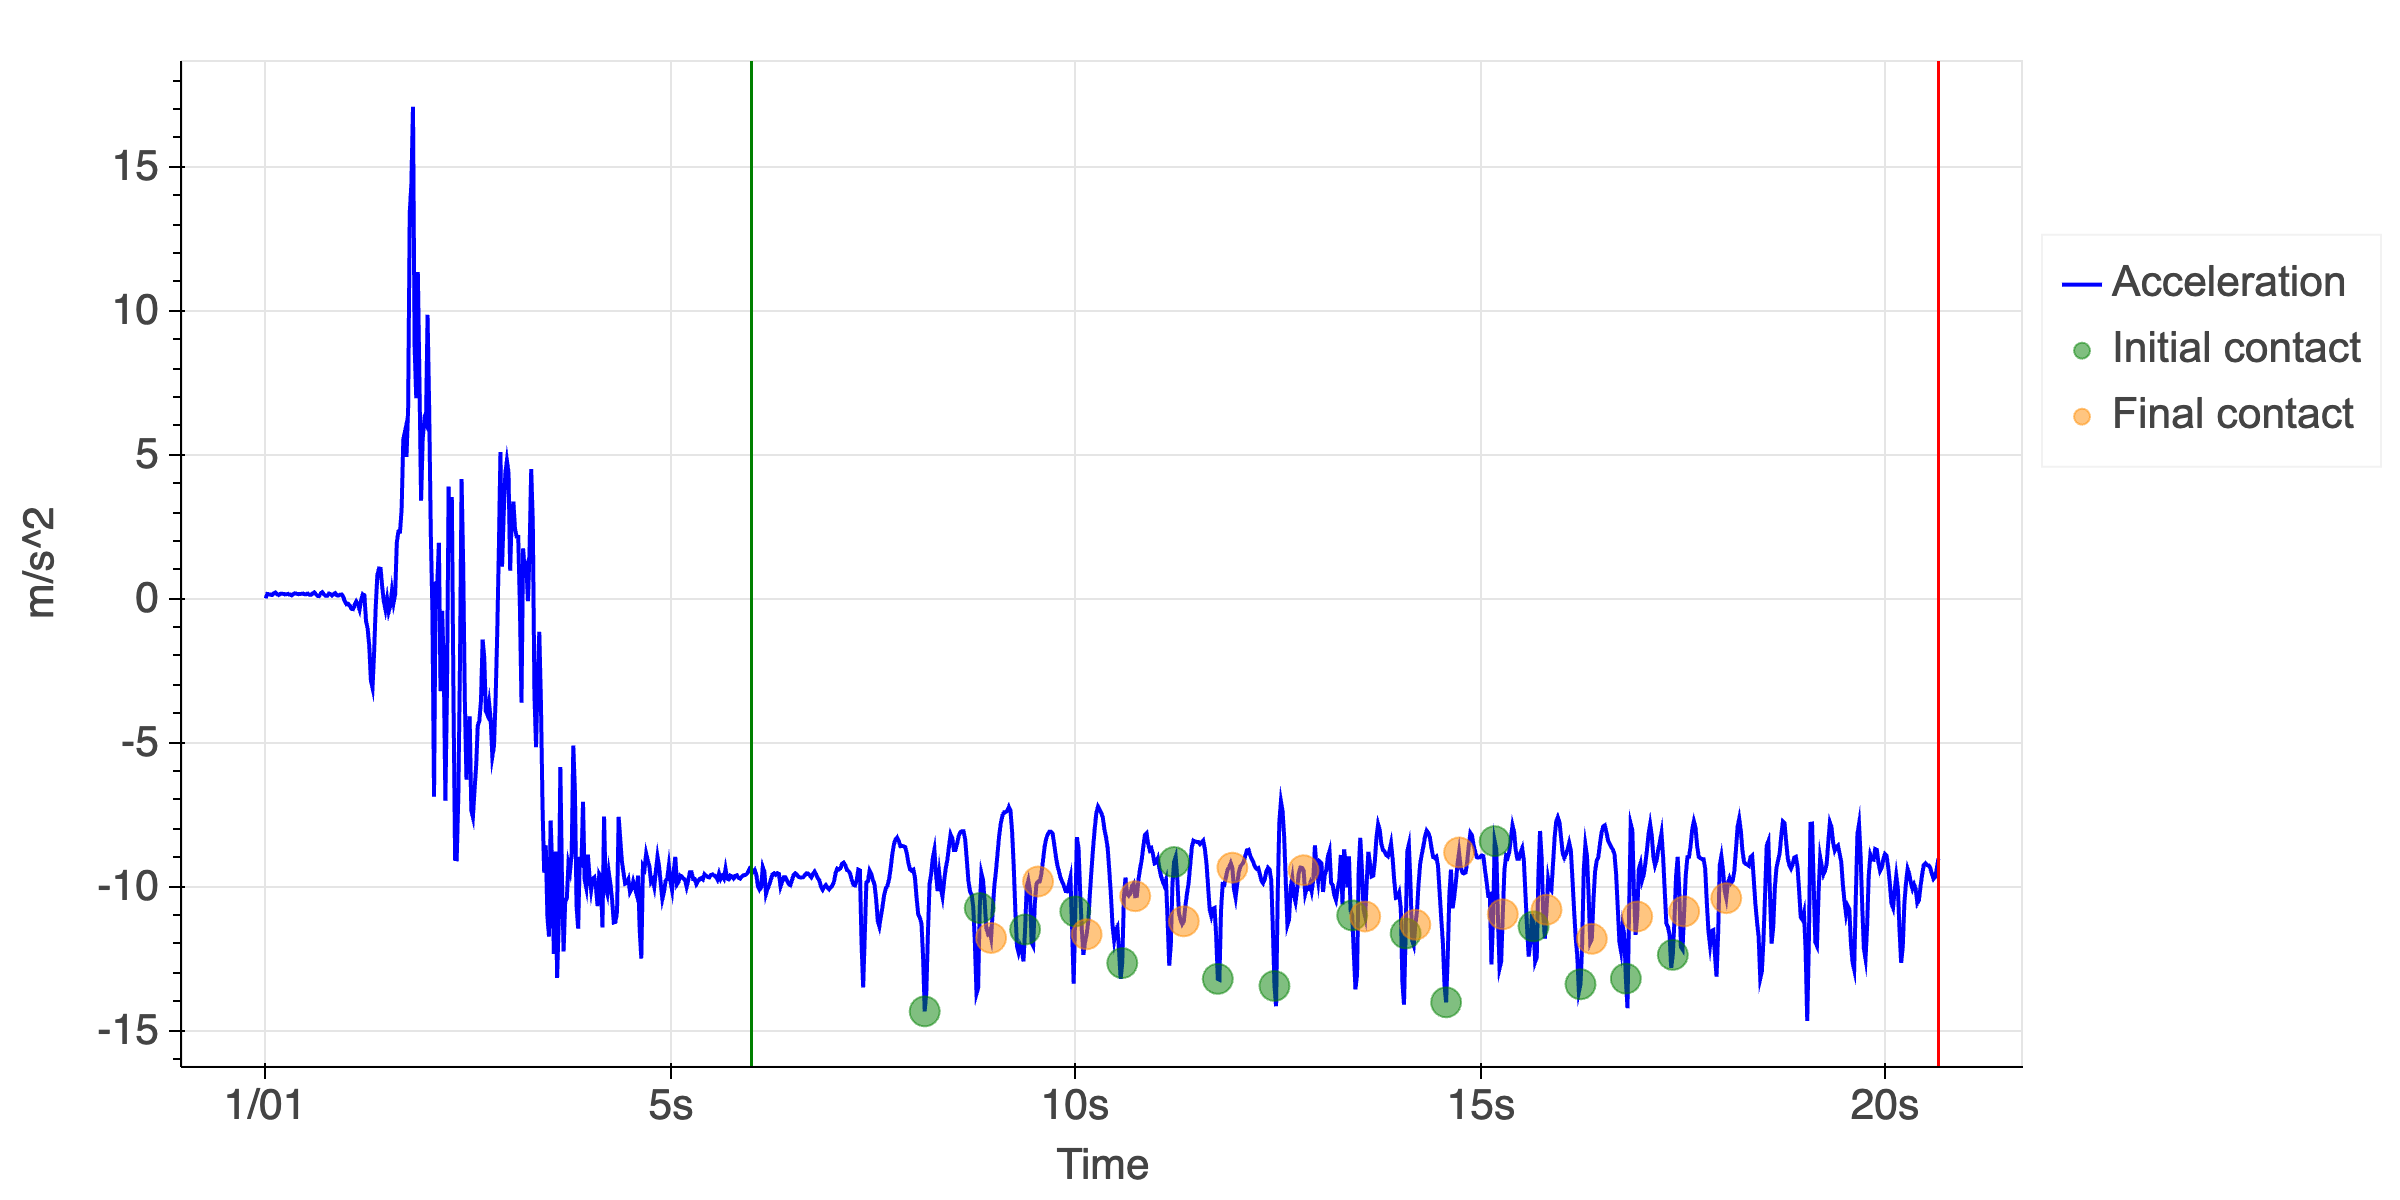 15
10
5
0
-5
-10
-15
m/s^2
1/01
5s
10s
15s
20s
Time
Acceleration
Initial contact
Final contact